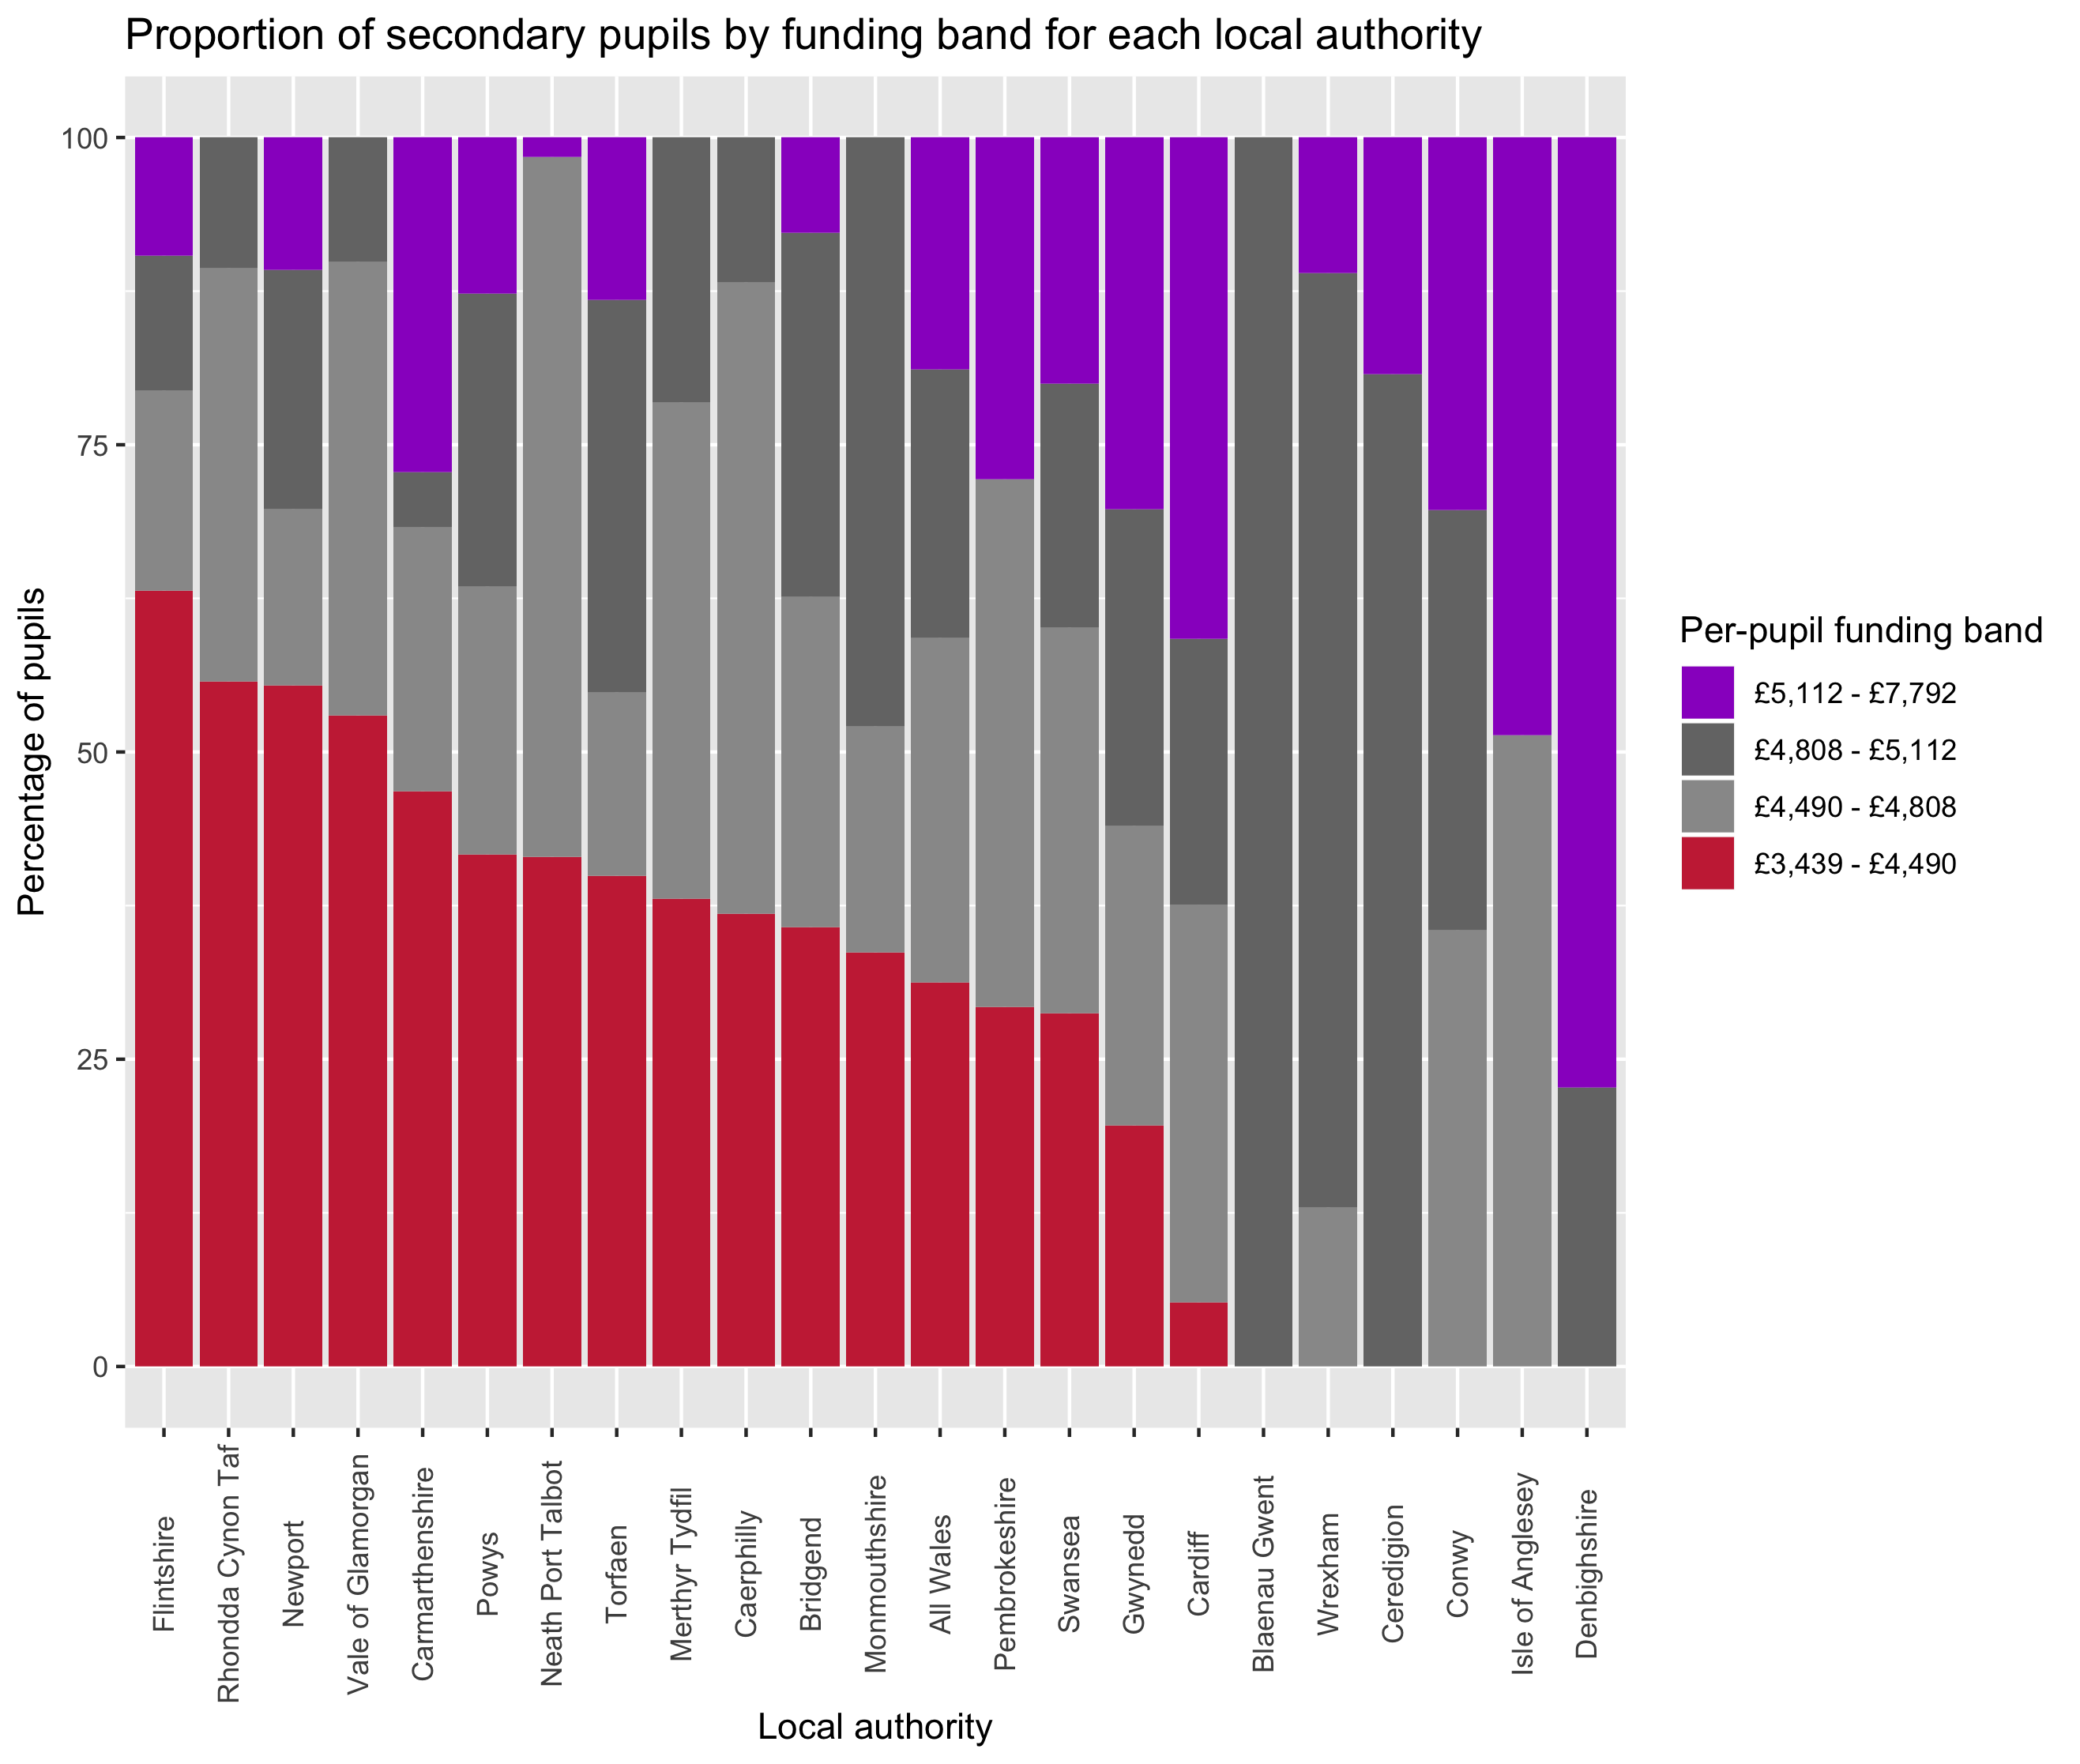 Proportion of secondary pupils by funding band for each local authority
Percentage of pupils
100
75
50
25
0
Flintshire
Rhondda Cynon Taf
Newport
Vale of Glamorgan
Carmarthenshire
Powys
Neath Port Talbot
Torfaen
Merthyr Tydfil
Caerphilly
Bridgend
Monmouthshire
All Wales
Pembrokeshire
Swansea
Gwynedd
Cardiff
Blaenau Gwent
Wrexham
Ceredigion
Conwy
Isle of Anglesey
Denbighshire
Local authority
Per-pupil funding band
£5,112 - £7,792
£4,808 - £5,112
£4,490 - £4,808
£3,439 - £4,490